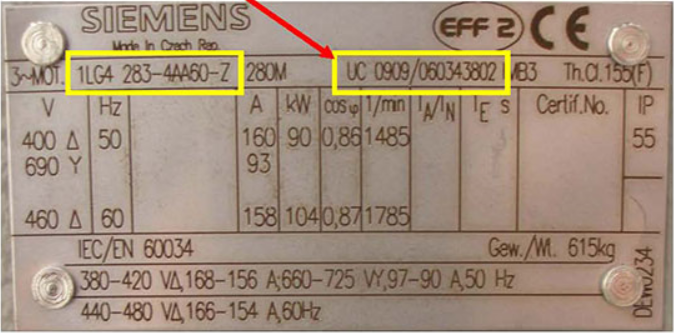 SIEMENS EFF 2 CE
Made In Czech Rep.
3~MOT. 1LG4 283-4AA60-Z 280M UC 0909/060343802 IMB3 Th.Cl.155(F)
V Hz A kW cosφ 1/min IA/IN tE s Certif.No. IP
400 Δ 50 160 90 0,86 1485 55
690 Y 93
460 Δ 60 158 104 0,87 1785
IEC/EN 60034 Gew./Wt. 615kg
380-420 VΔ,168-156 A;660-725 VY,97-90 A,50 Hz
440-480 VΔ,166-154 A,60Hz